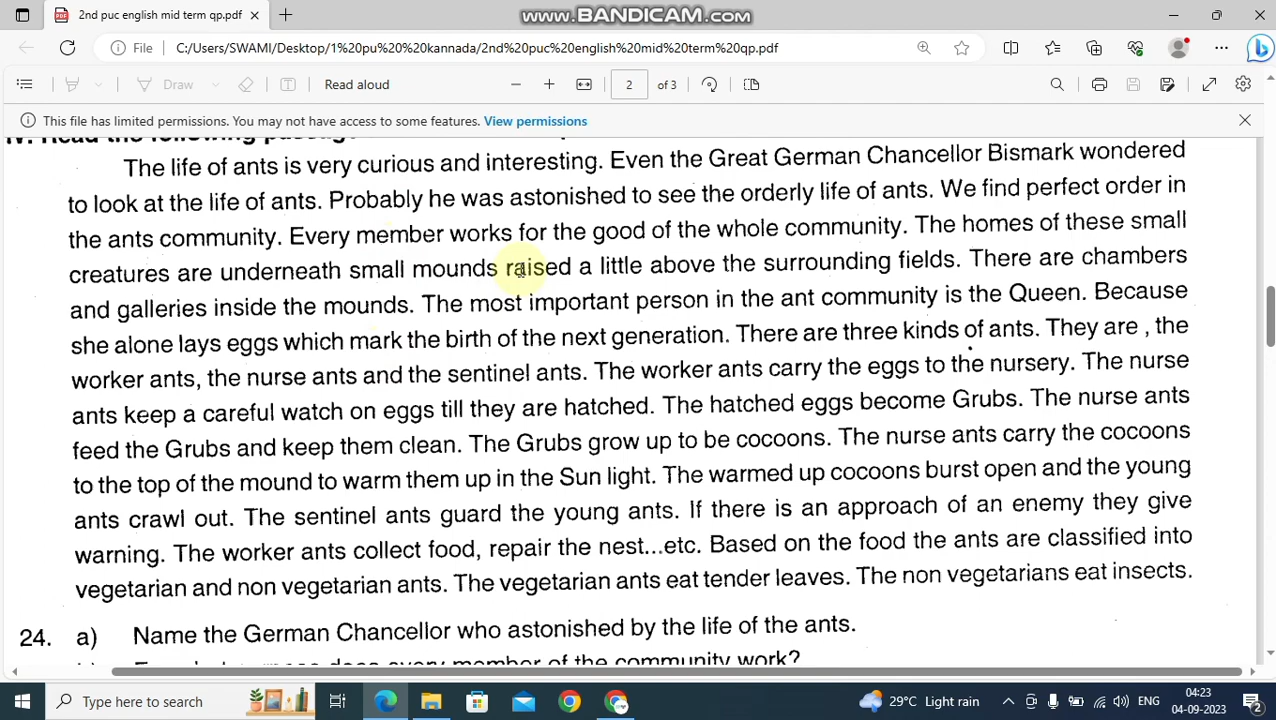 2nd puc english mid term qp.pdf
www.BANDICAM.com
File
C:/Users/SWAMI/Desktop/1%20pu%20%20kannada/2nd%20puc%20english%20mid%20term%20qp.pdf
Draw
Read aloud
2
of 3
This file has limited permissions. You may not have access to some features. View permissions
IV. Read the following passage
The life of ants is very curious and interesting. Even the Great German Chancellor Bismark wondered
to look at the life of ants. Probably he was astonished to see the orderly life of ants. We find perfect order in
the ants community. Every member works for the good of the whole community. The homes of these small
creatures are underneath small mounds raised a little above the surrounding fields. There are chambers
and galleries inside the mounds. The most important person in the ant community is the Queen. Because
she alone lays eggs which mark the birth of the next generation. There are three kinds of ants. They are , the
worker ants, the nurse ants and the sentinel ants. The worker ants carry the eggs to the nursery. The nurse
ants keep a careful watch on eggs till they are hatched. The hatched eggs become Grubs. The nurse ants
feed the Grubs and keep them clean. The Grubs grow up to be cocoons. The nurse ants carry the cocoons
to the top of the mound to warm them up in the Sun light. The warmed up cocoons burst open and the young
ants crawl out. The sentinel ants guard the young ants. If there is an approach of an enemy they give
warning. The worker ants collect food, repair the nest...etc. Based on the food the ants are classified into
vegetarian and non vegetarian ants. The vegetarian ants eat tender leaves. The non vegetarians eat insects.
24. a) Name the German Chancellor who astonished by the life of the ants.
does every member of the community work?
Type here to search
29°C Light rain
ENG
04:23
04-09-2023
2